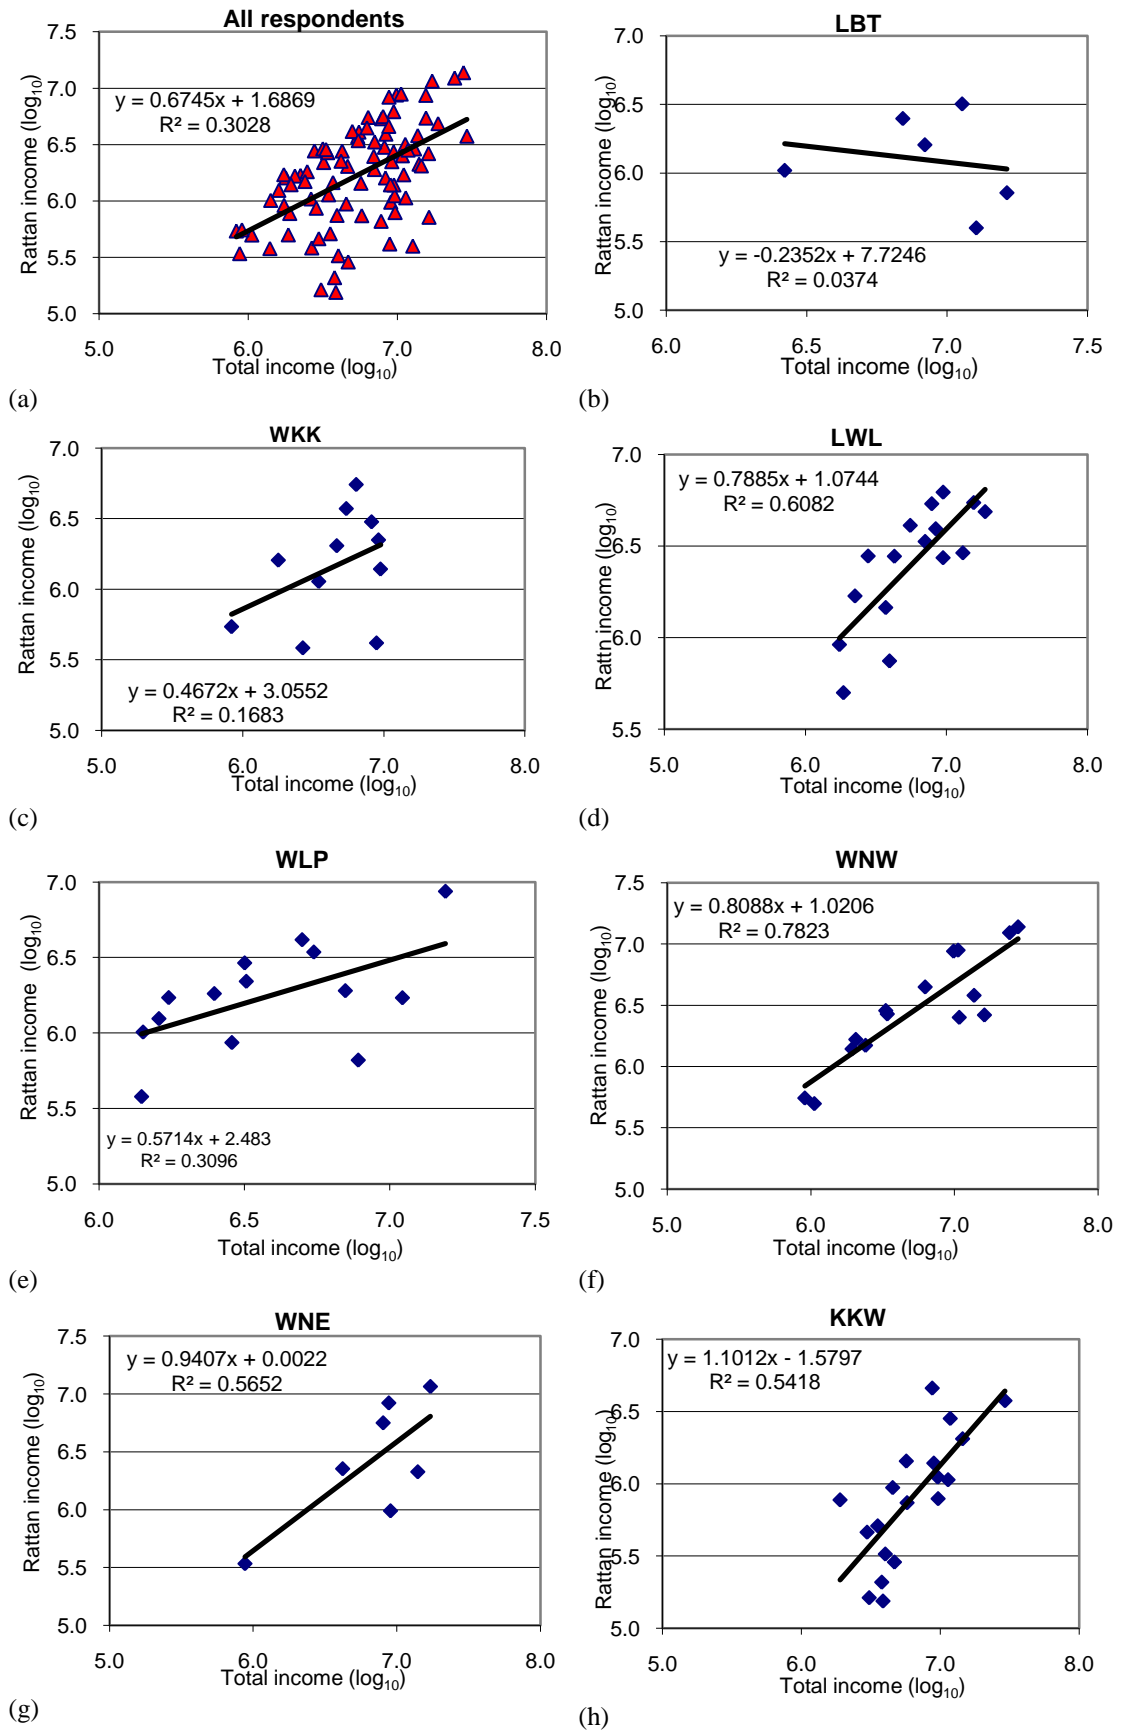 All respondents
7.5
7.0
6.5
6.0
5.5
5.0
5.0 6.0 7.0 8.0
Rattan income (log10)
y = 0.6745x + 1.6869
R² = 0.3028
Total income (log10)
(a)
LBT
7.0
6.5
6.0
5.5
5.0
6.0 6.5 7.0 7.5
Rattan income (log10)
y = -0.2352x + 7.7246
R² = 0.0374
Total income (log10)
(b)
WKK
7.0
6.5
6.0
5.5
5.0
5.0 6.0 7.0 8.0
Rattan income (log10)
y = 0.4672x + 3.0552
R² = 0.1683
Total income (log10)
(c)
LWL
7.0
6.5
6.0
5.5
5.0 6.0 7.0 8.0
Rattn income (log10)
y = 0.7885x + 1.0744
R² = 0.6082
Total income (log10)
(d)
WLP
7.0
6.5
6.0
5.5
5.0
6.0 6.5 7.0 7.5
Rattan income (log10)
y = 0.5714x + 2.483
R² = 0.3096
Total income (log10)
(e)
WNW
7.5
7.0
6.5
6.0
5.5
5.0
5.0 6.0 7.0 8.0
Rattan income (log10)
y = 0.8088x + 1.0206
R² = 0.7823
Total income (log10)
(f)
WNE
7.5
7.0
6.5
6.0
5.5
5.0
5.0 6.0 7.0 8.0
Rattan income (log10)
y = 0.9407x + 0.0022
R² = 0.5652
Total income (log10)
(g)
KKW
7.0
6.5
6.0
5.5
5.0
5.0 6.0 7.0 8.0
Rattan income (log10)
y = 1.1012x - 1.5797
R² = 0.5418
Total income (log10)
(h)